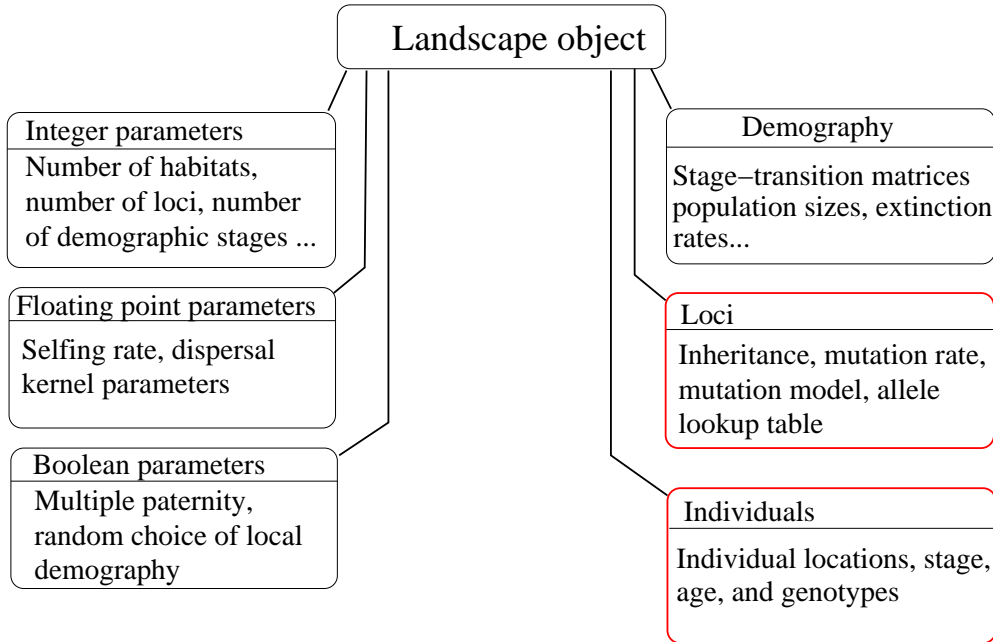 Landscape object
Integer parameters
Number of habitats,
number of loci, number
of demographic stages ...
Floating point parameters
Selfing rate, dispersal
kernel parameters
Boolean parameters
Multiple paternity,
random choice of local
demography
Demography
Stage−transition matrices
population sizes, extinction
rates...
Loci
Inheritance, mutation rate,
mutation model, allele
lookup table
Individuals
Individual locations, stage,
age, and genotypes